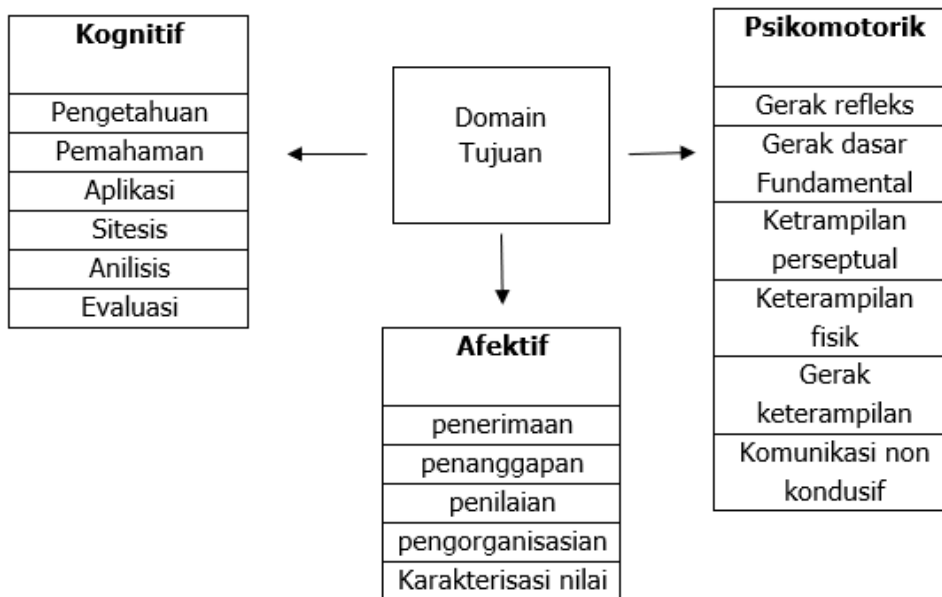 Kognitif
Pengetahuan
Pemahaman
Aplikasi
Sitesis
Anilisis
Evaluasi
Domain
Tujuan
Psikomotorik
Gerak refleks
Gerak dasar
Fundamental
Ketrampilan
perseptual
Keterampilan
fisik
Gerak
keterampilan
Komunikasi non
kondusif
Afektif
penerimaan
penanggapan
penilaian
pengorganisasian
Karakterisasi nilai